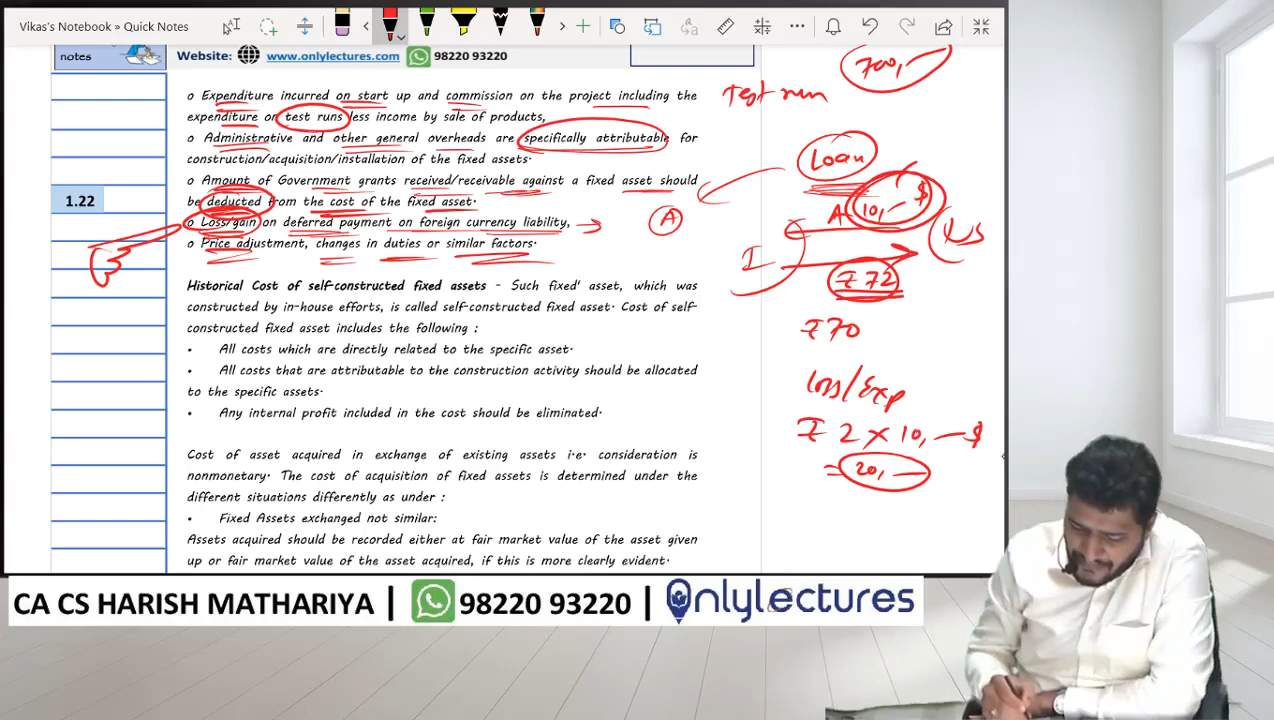 Vikas's Notebook » Quick Notes
notes
Website: www.onlylectures.com 98220 93220
o Expenditure incurred on start up and commission on the project including the
expenditure on test runs less income by sale of products,
o Administrative and other general overheads are specifically attributable for
construction/acquisition/installation of the fixed assets.
o Amount of Government grants received/receivable against a fixed asset should
be deducted from the cost of the fixed asset.
1.22
o Loss/gain on deferred payment on foreign currency liability,
o Price adjustment, changes in duties or similar factors.
Historical Cost of self-constructed fixed assets - Such fixed' asset, which was
constructed by in-house efforts, is called self-constructed fixed asset. Cost of self-
constructed fixed asset includes the following :
• All costs which are directly related to the specific asset.
• All costs that are attributable to the construction activity should be allocated
to the specific assets.
• Any internal profit included in the cost should be eliminated.
Cost of asset acquired in exchange of existing assets i.e. consideration is
nonmonetary. The cost of acquisition of fixed assets is determined under the
different situations differently as under :
• Fixed Assets exchanged not similar:
Assets acquired should be recorded either at fair market value of the asset given
up or fair market value of the asset acquired, if this is more clearly evident.
700,—
Test run
Loan
A
A 10,— $
US
I
₹ 72
₹ 70
Loss/Exp
₹ 2 × 10,—$
= 20,—
CA CS HARISH MATHARIYA | 98220 93220 | Onlylectures